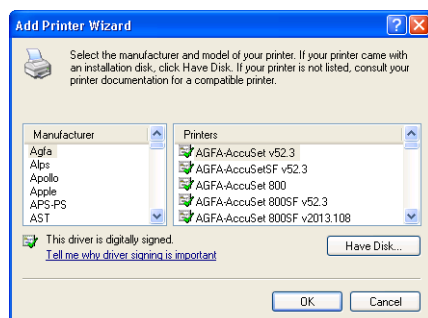 Add Printer Wizard
Select the manufacturer and model of your printer. If your printer came with
an installation disk, click Have Disk. If your printer is not listed, consult your
printer documentation for a compatible printer.
Manufacturer
Agfa
Alps
Apollo
Apple
APS-PS
AST
Printers
AGFA-AccuSet v52.3
AGFA-AccuSetSF v52.3
AGFA-AccuSet 800
AGFA-AccuSet 800SF v52.3
AGFA-AccuSet 800SF v2013.108
This driver is digitally signed.
Tell me why driver signing is important
Have Disk...
OK
Cancel